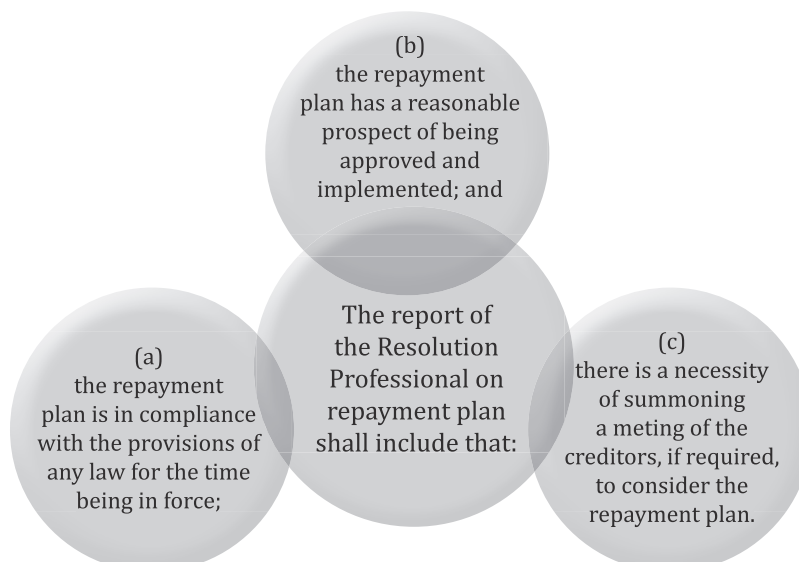 (b)
the repayment
plan has a reasonable
prospect of being
approved and
implemented; and
The report of
the Resolution
Professional on
repayment plan
shall include that:
(a)
the repayment
plan is in compliance
with the provisions of
any law for the time
being in force;
(c)
there is a necessity
of summoning
a meting of the
creditors, if required,
to consider the
repayment plan.